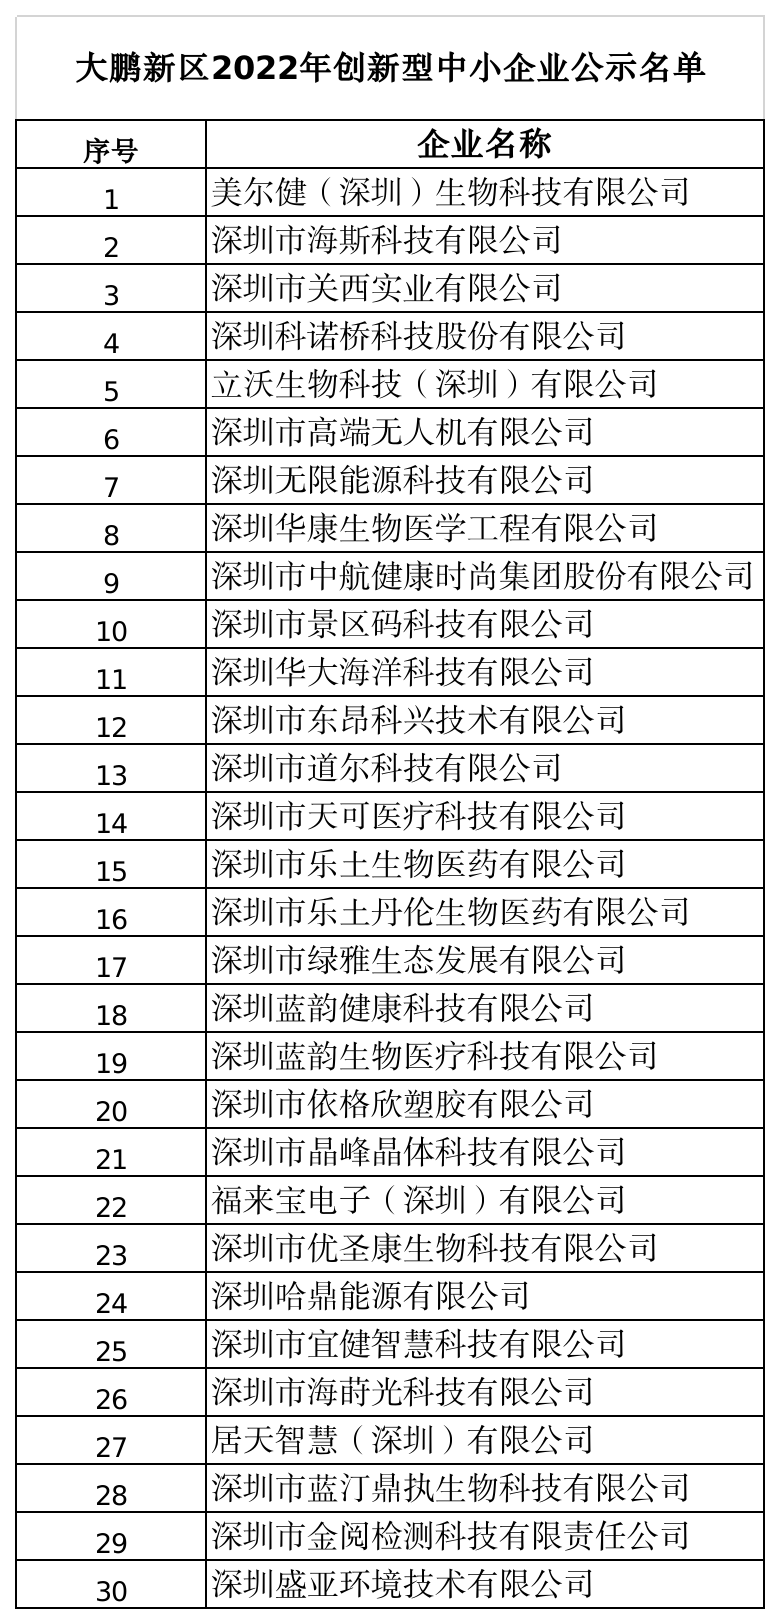 大鹏新区2022年创新型中小企业公示名单
序号 企业名称
1 美尔健（深圳）生物科技有限公司
2 深圳市海斯科技有限公司
3 深圳市关西实业有限公司
4 深圳科诺桥科技股份有限公司
5 立沃生物科技（深圳）有限公司
6 深圳市高端无人机有限公司
7 深圳无限能源科技有限公司
8 深圳华康生物医学工程有限公司
9 深圳市中航健康时尚集团股份有限公司
10 深圳市景区码科技有限公司
11 深圳华大海洋科技有限公司
12 深圳市东昂科兴技术有限公司
13 深圳市道尔科技有限公司
14 深圳市天可医疗科技有限公司
15 深圳市乐土生物医药有限公司
16 深圳市乐土丹伦生物医药有限公司
17 深圳市绿雅生态发展有限公司
18 深圳蓝韵健康科技有限公司
19 深圳蓝韵生物医疗科技有限公司
20 深圳市依格欣塑胶有限公司
21 深圳市晶峰晶体科技有限公司
22 福来宝电子（深圳）有限公司
23 深圳市优圣康生物科技有限公司
24 深圳哈鼎能源有限公司
25 深圳市宜健智慧科技有限公司
26 深圳市海莳光科技有限公司
27 居天智慧（深圳）有限公司
28 深圳市蓝汀鼎执生物科技有限公司
29 深圳市金阅检测科技有限责任公司
30 深圳盛亚环境技术有限公司